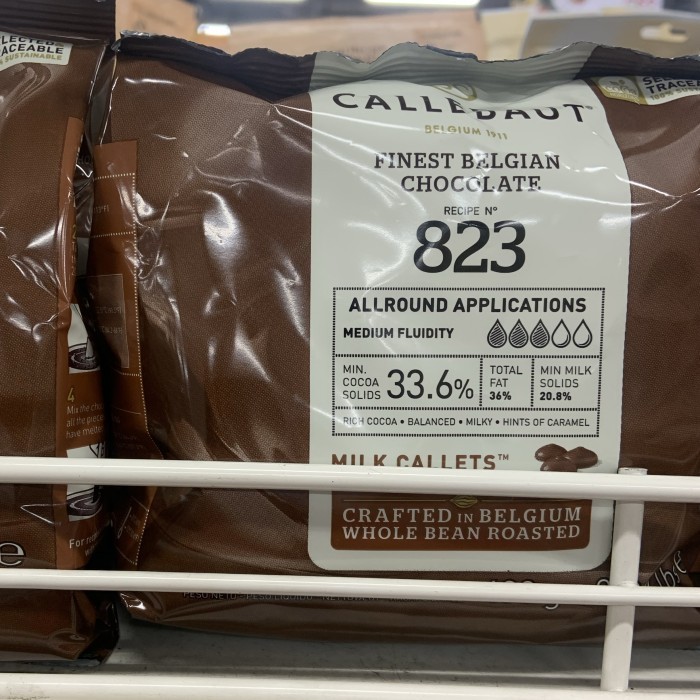 CALLEBAUT
BELGIUM 1911
FINEST BELGIAN
CHOCOLATE
RECIPE N°
823
ALLROUND APPLICATIONS
MEDIUM FLUIDITY
MIN.
COCOA
SOLIDS
33.6%
TOTAL
FAT
36%
MIN MILK
SOLIDS
20.8%
RICH COCOA • BALANCED • MILKY • HINTS OF CARAMEL
MILK CALLETS™
CRAFTED IN BELGIUM
WHOLE BEAN ROASTED
SUSTAINABLE
4